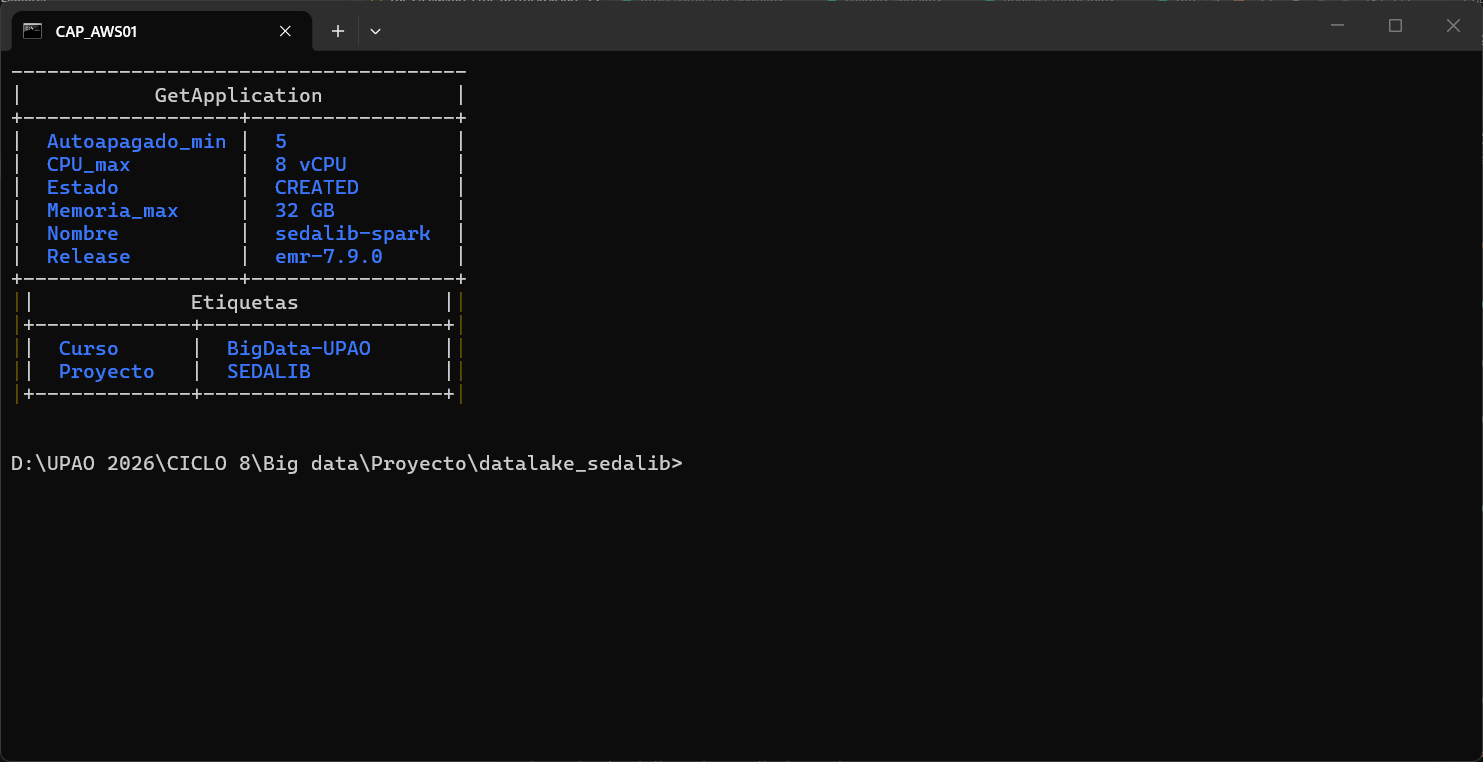 CAP_AWS01
GetApplication
Autoapagado_min | 5
CPU_max | 8 vCPU
Estado | CREATED
Memoria_max | 32 GB
Nombre | sedalib-spark
Release | emr-7.9.0
Etiquetas
Curso | BigData-UPAO
Proyecto | SEDALIB
D:\UPAO 2026\CICLO 8\Big data\Proyecto\datalake_sedalib>